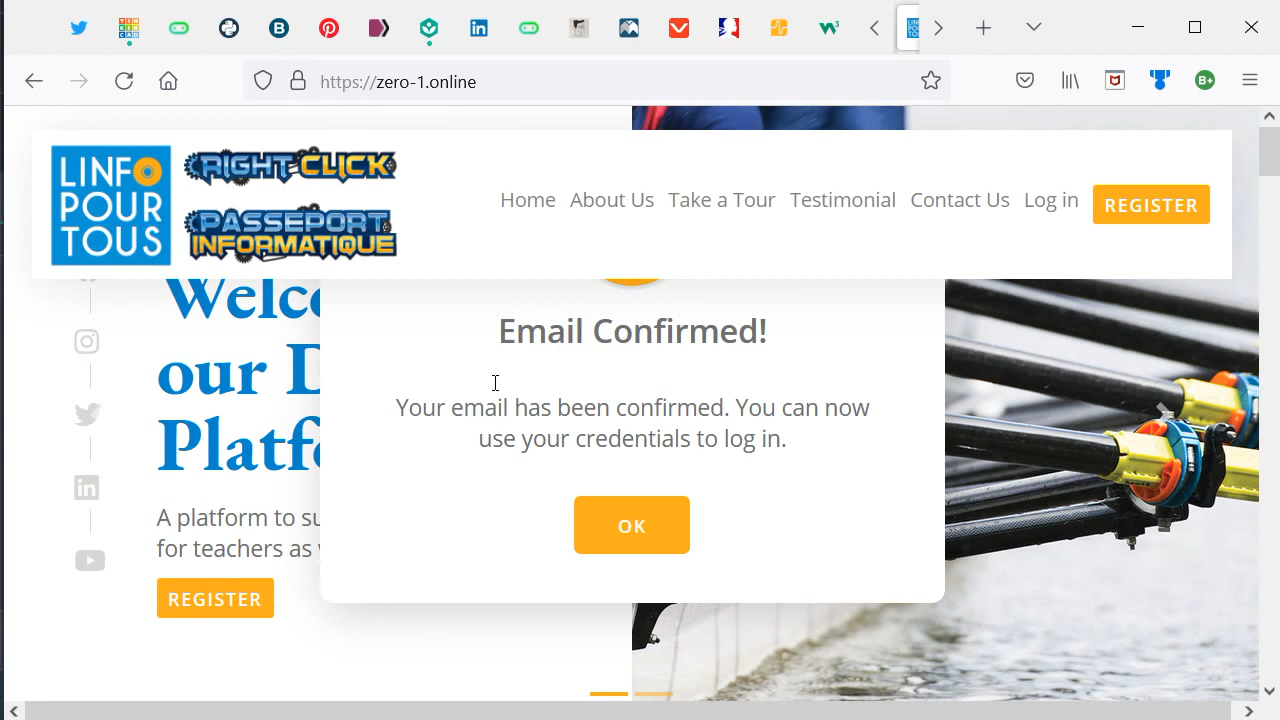 https://zero-1.online
LINFO
POUR
TOUS
RIGHT-CLICK
PASSEPORT
INFORMATIQUE
Home About Us Take a Tour Testimonial Contact Us Log in REGISTER
our D
Email Confirmed!
Your email has been confirmed. You can now
use your credentials to log in.
OK
A platform to su
for teachers as
REGISTER